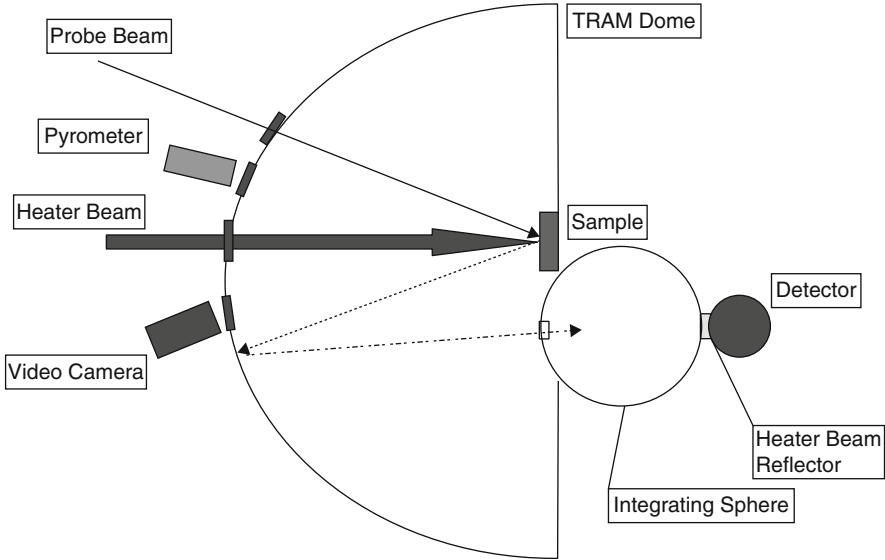 TRAM Dome
Probe Beam
Pyrometer
Heater Beam
Sample
Detector
Video Camera
Heater Beam
Reflector
Integrating Sphere